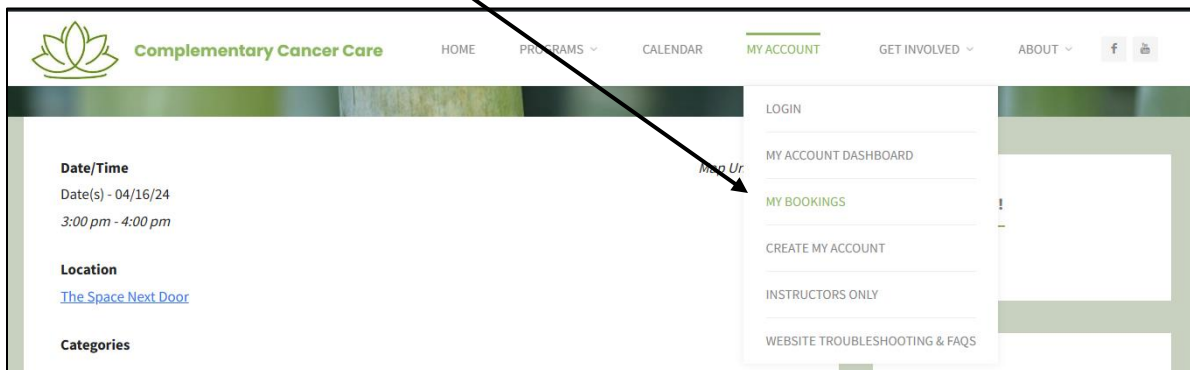 Complementary Cancer Care
HOME PROGRAMS CALENDAR MY ACCOUNT GET INVOLVED ABOUT
LOGIN
MY ACCOUNT DASHBOARD
MY BOOKINGS
CREATE MY ACCOUNT
INSTRUCTORS ONLY
WEBSITE TROUBLESHOOTING & FAQS
Date/Time
Date(s) - 04/16/24
3:00 pm - 4:00 pm
Location
The Space Next Door
Categories
Map
!